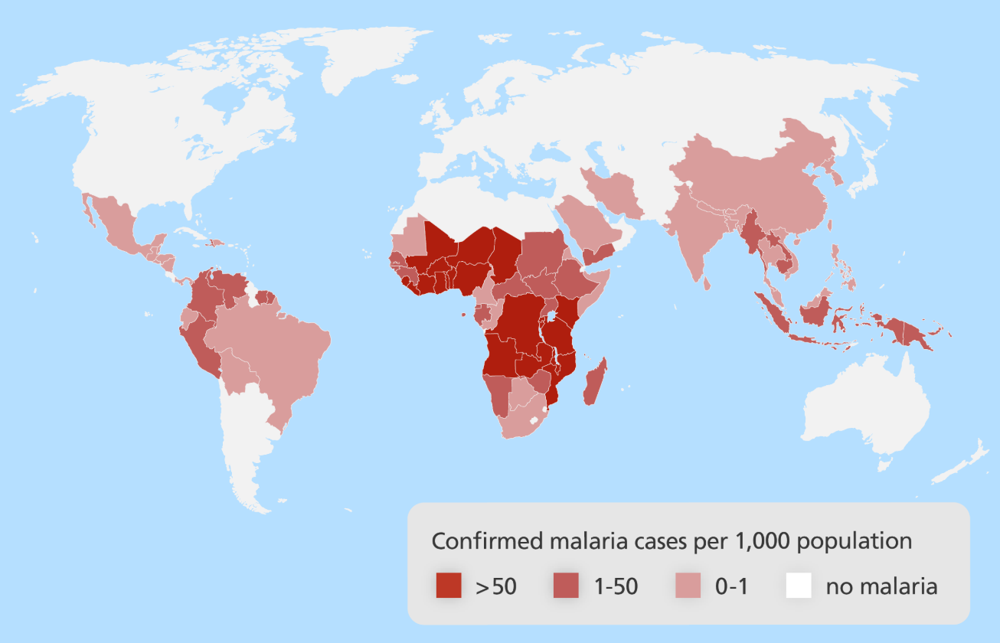 Confirmed malaria cases per 1,000 population
>50 1-50 0-1 no malaria